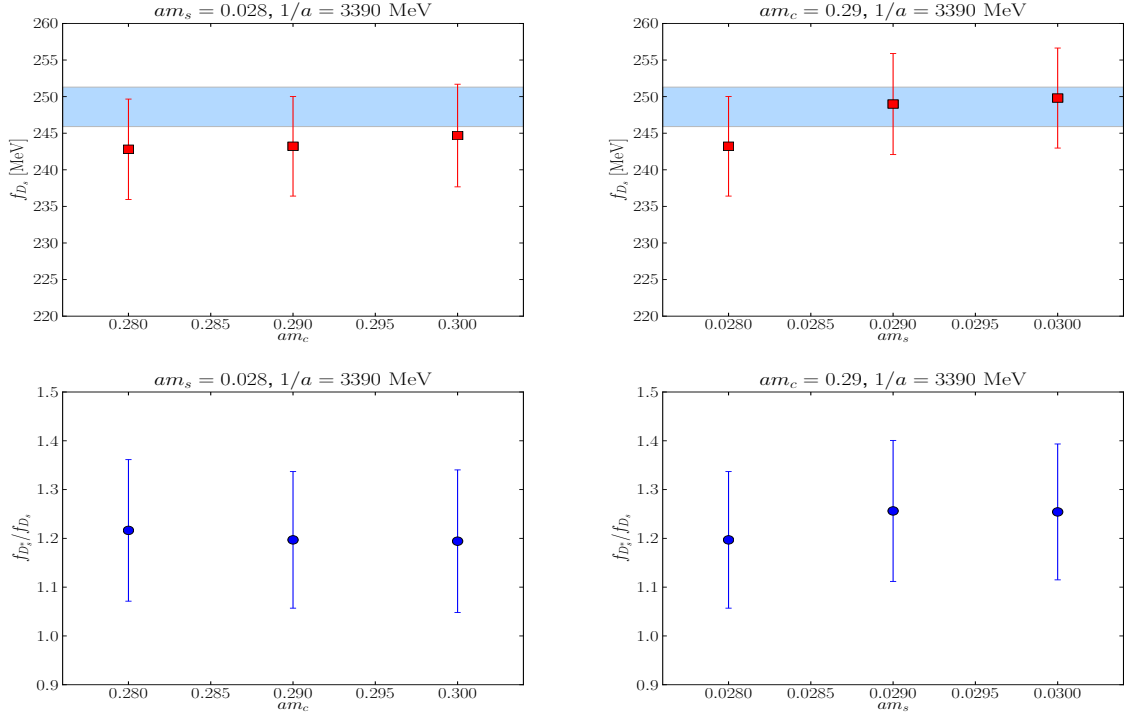 am_s = 0.028, 1/a = 3390 MeV
260
255
250
245
240
235
230
225
220
f_{D_s} [MeV]
0.280 0.285 0.290 0.295 0.300
am_c
am_c = 0.29, 1/a = 3390 MeV
260
255
250
245
240
235
230
225
220
f_{D_s} [MeV]
0.0280 0.0285 0.0290 0.0295 0.0300
am_s
am_s = 0.028, 1/a = 3390 MeV
1.5
1.4
1.3
1.2
1.1
1.0
0.9
f_{D_s^*}/f_{D_s}
0.280 0.285 0.290 0.295 0.300
am_c
am_c = 0.29, 1/a = 3390 MeV
1.5
1.4
1.3
1.2
1.1
1.0
0.9
f_{D_s^*}/f_{D_s}
0.0280 0.0285 0.0290 0.0295 0.0300
am_s